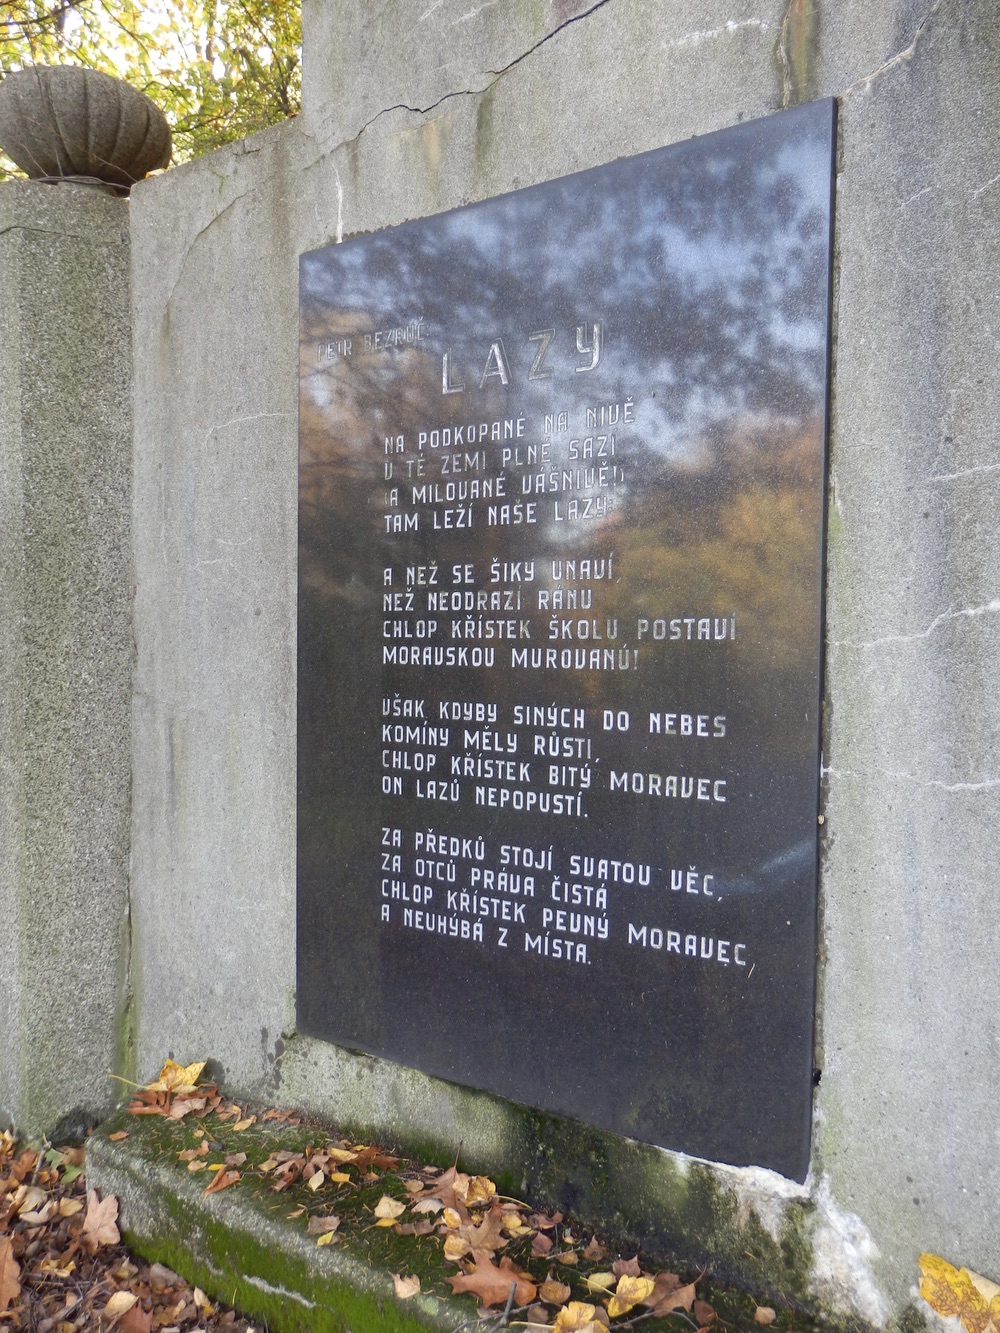 PETR BEZRUČ
LAZY
NA PODKOPANÉ NA NIVĚ
V TÉ ZEMI PLNÉ SAZÍ
(A MILOVANÉ VÁŠNIVĚ!)
TAM LEŽÍ NAŠE LAZY:
A NEŽ SE ŠIKY UNAVÍ,
NEŽ NEODRAZÍ RÁNU
CHLOP KŘÍSTEK ŠKOLU POSTAVÍ
MORAVSKOU MUROVANÚ!
VŠAK KDYBY SINÝCH DO NEBES
KOMÍNY MĚLY RŮSTI,
CHLOP KŘÍSTEK BITÝ MORAVEC
ON LAZŮ NEPOPUSTÍ.
ZA PŘEDKŮ STOJÍ SVATOU VĚC,
ZA OTCŮ PRÁVA ČISTÁ
CHLOP KŘÍSTEK PEVNÝ MORAVEC,
A NEUHÝBÁ Z MÍSTA.